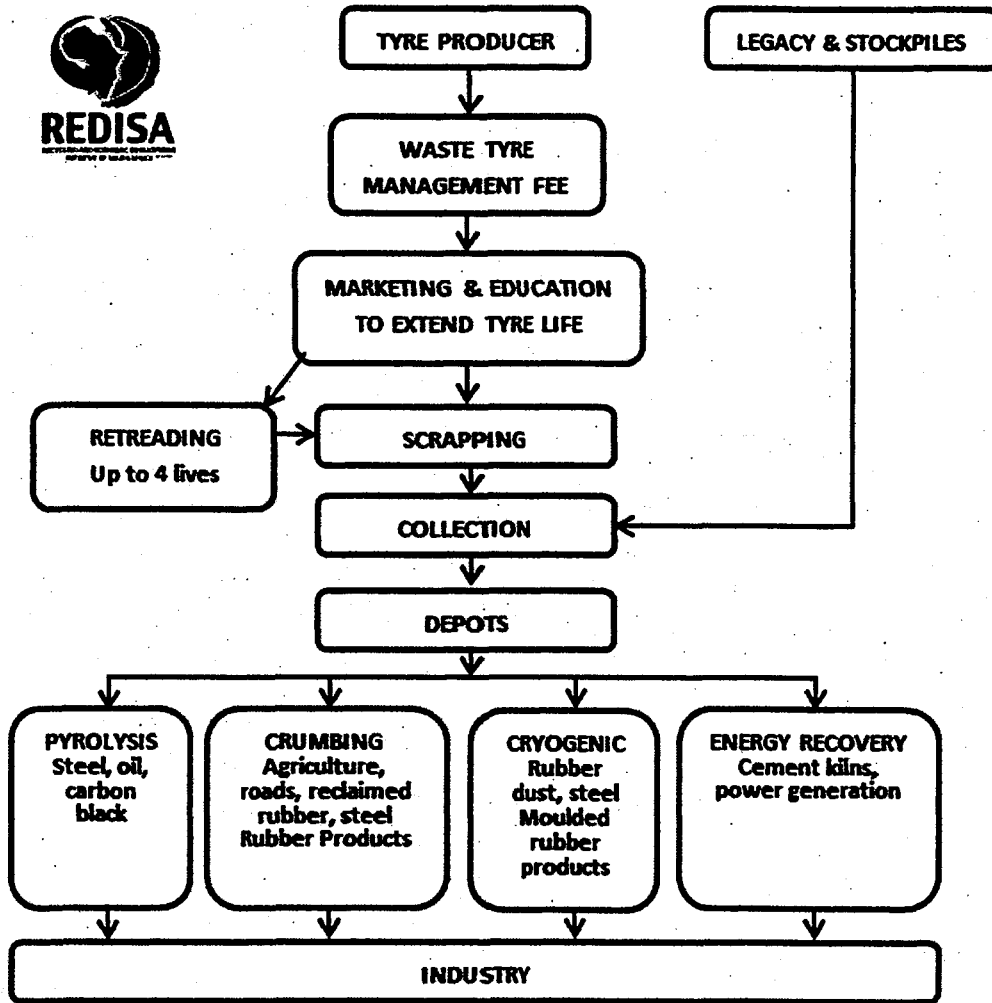 TYRE PRODUCER
LEGACY & STOCKPILES
REDISA
WASTE TYRE
MANAGEMENT FEE
MARKETING & EDUCATION
TO EXTEND TYRE LIFE
RETREADING
Up to 4 lives
SCRAPPING
COLLECTION
DEPOTS
PYROLYSIS
Steel, oil,
carbon
black
CRUMBING
Agriculture,
roads, reclaimed
rubber, steel
Rubber Products
CRYOGENIC
Rubber
dust, steel
Moulded
rubber
products
ENERGY RECOVERY
Cement kilns,
power generation
INDUSTRY